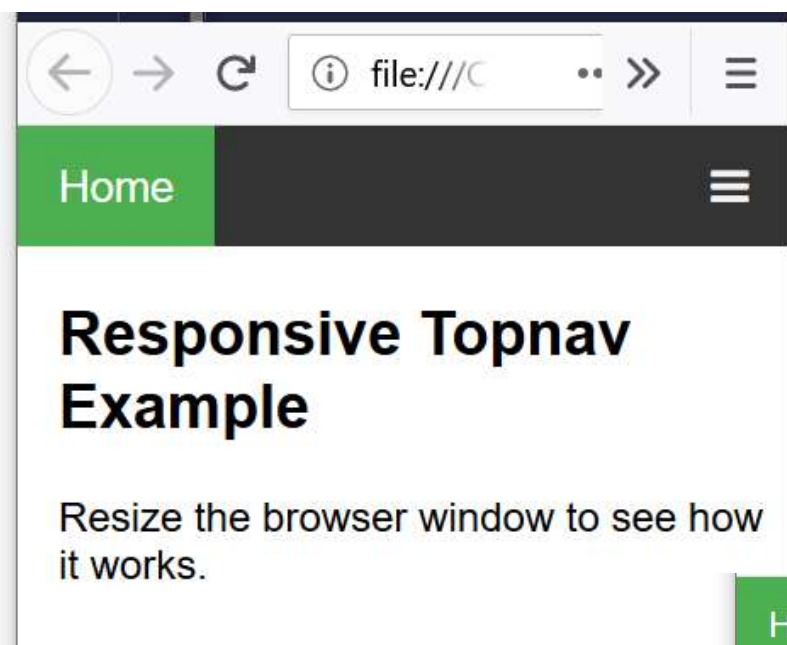 file:///C
Home
Responsive Topnav
Example
Resize the browser window to see how
it works.
H